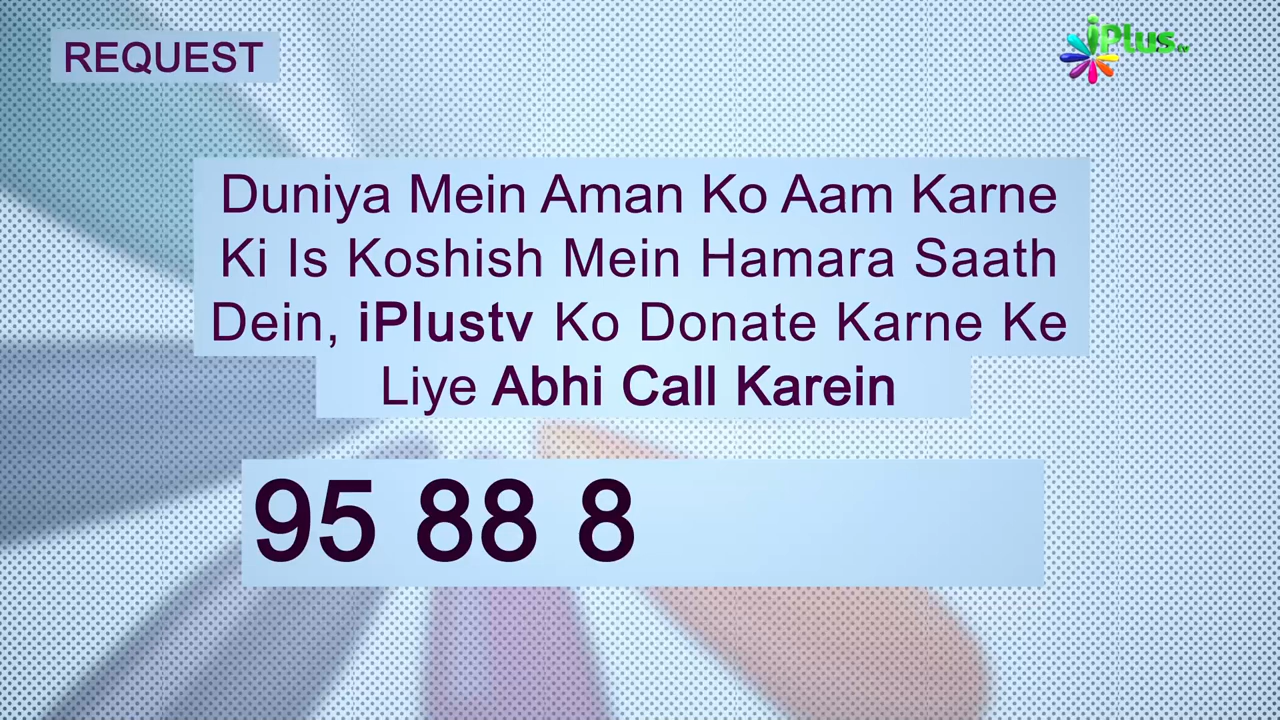 REQUEST
iPlus tv
Duniya Mein Aman Ko Aam Karne
Ki Is Koshish Mein Hamara Saath
Dein, iPlustv Ko Donate Karne Ke
Liye Abhi Call Karein
95 88 8